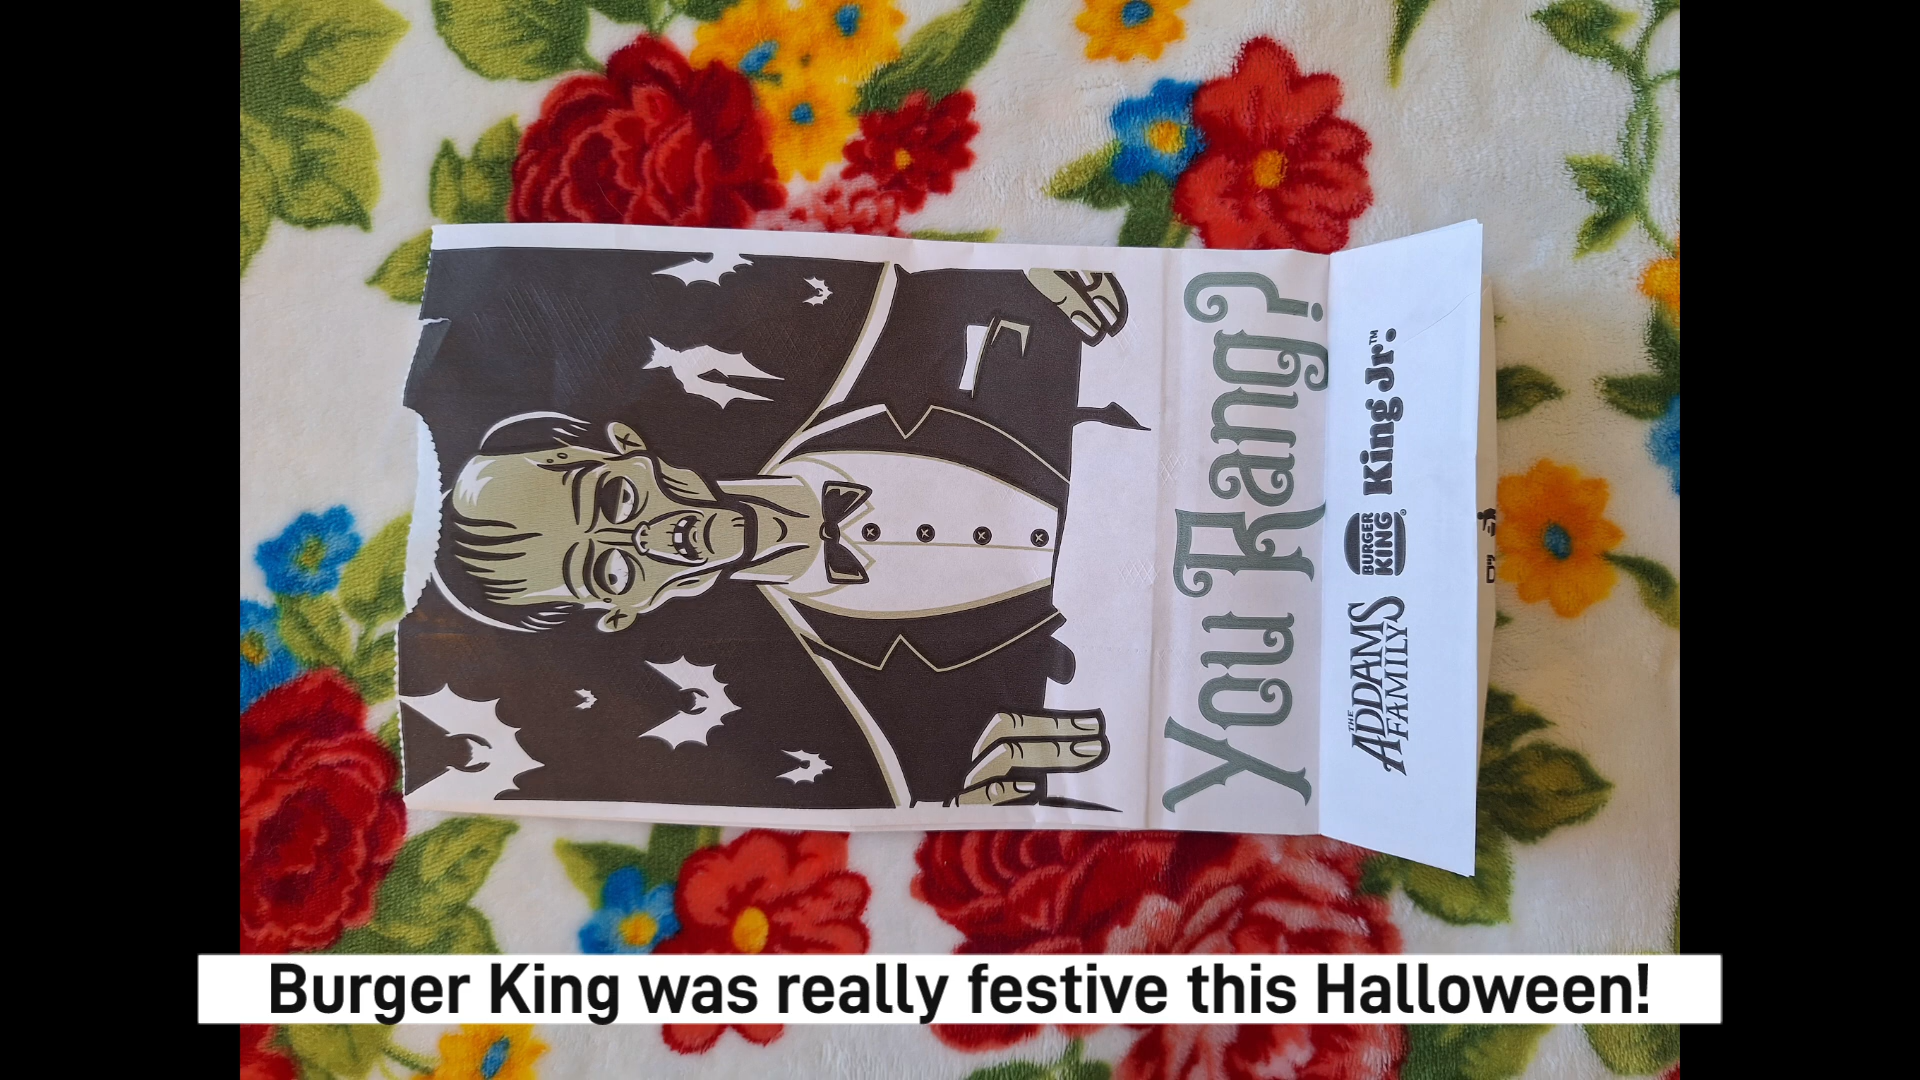 You Rang?
THE
ADDAMS
FAMILY
BURGER
KING®
King Jr.™
Burger King was really festive this Halloween!